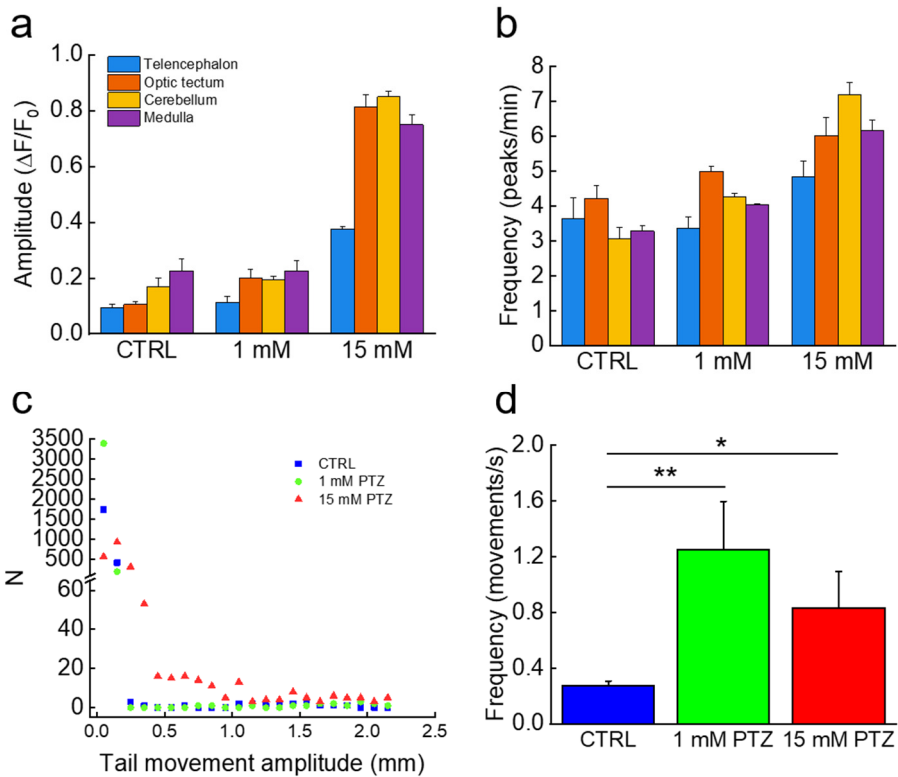 a
Amplitude (ΔF/F0)
1.0
0.8
0.6
0.4
0.2
0.0
Telencephalon
Optic tectum
Cerebellum
Medulla
CTRL 1 mM 15 mM
b
Frequency (peaks/min)
8
7
6
5
4
3
2
1
0
CTRL 1 mM 15 mM
c
N
3500
3000
2500
2000
1500
1000
500
60
40
20
0
CTRL
1 mM PTZ
15 mM PTZ
0.0 0.5 1.0 1.5 2.0 2.5
Tail movement amplitude (mm)
d
Frequency (movements/s)
2.0
1.6
1.2
0.8
0.4
0.0
*
**
CTRL 1 mM PTZ 15 mM PTZ